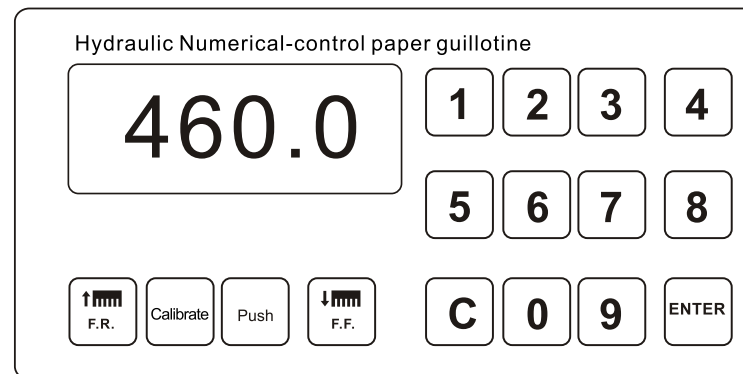 Hydraulic Numerical-control paper guillotine
460.0
1 2 3 4
5 6 7 8
F.R. Calibrate Push F.F. C 0 9 ENTER